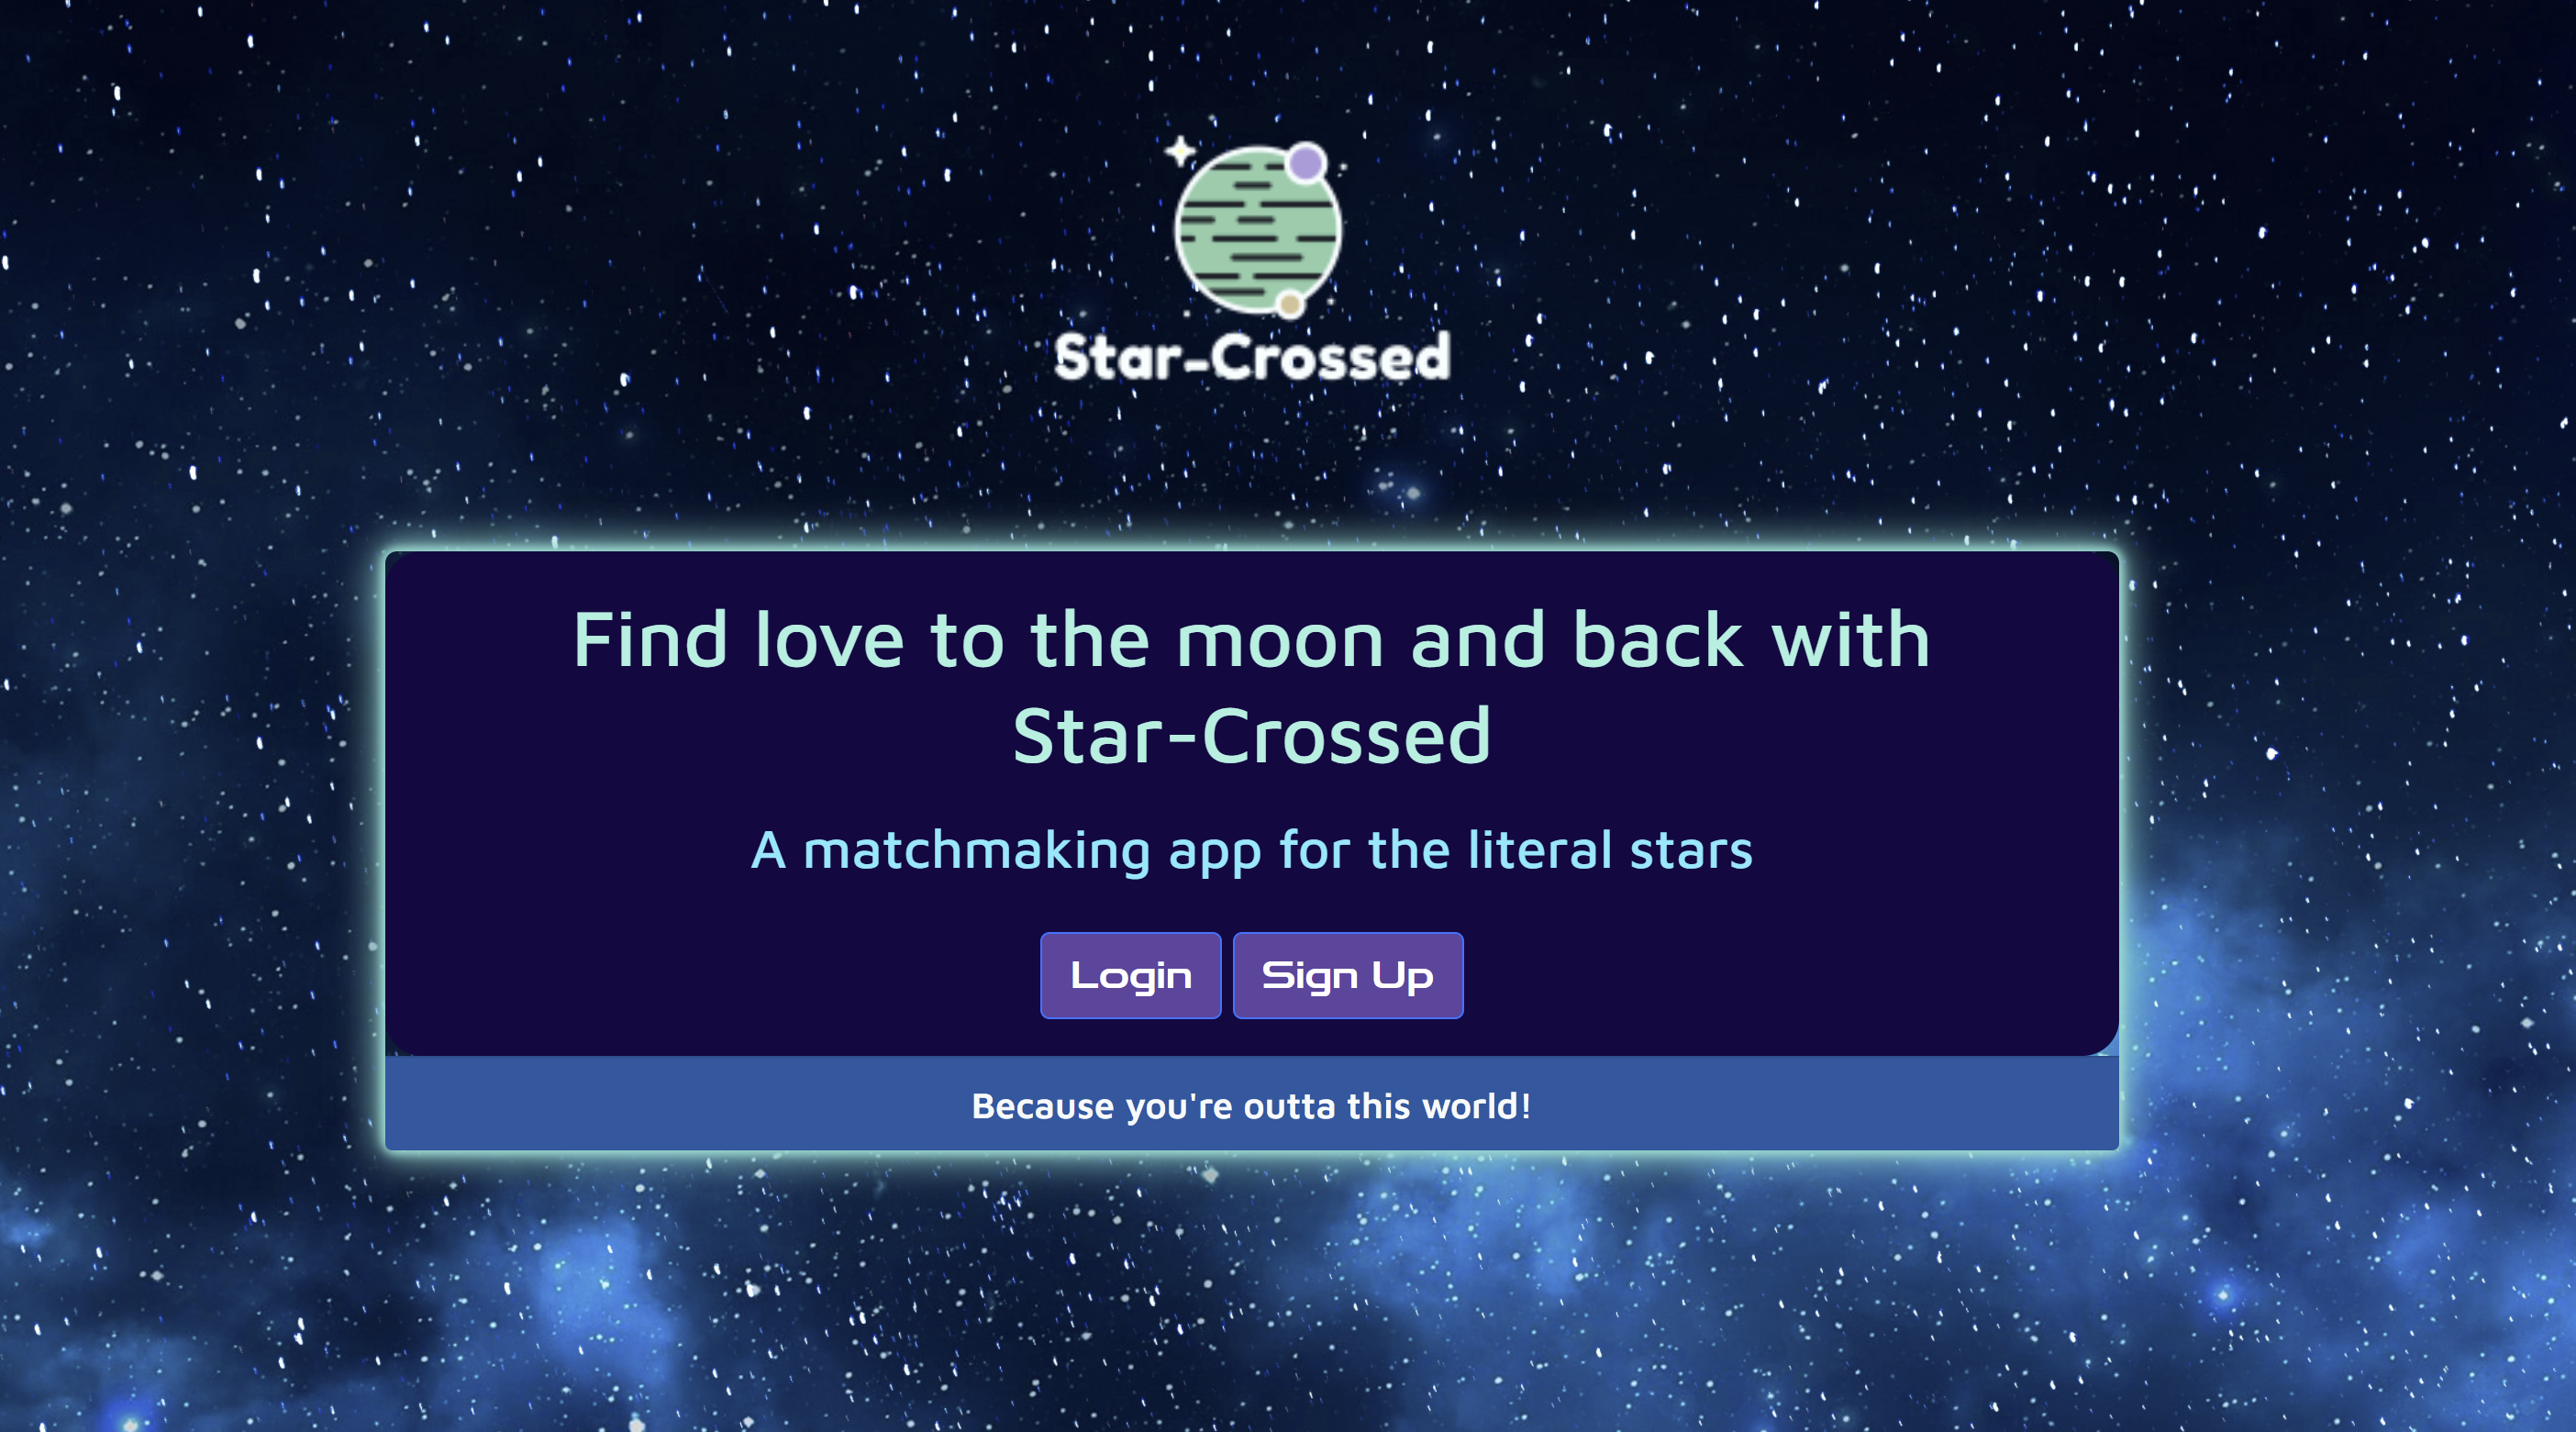 Star-Crossed
Find love to the moon and back with
Star-Crossed
A matchmaking app for the literal stars
Login
Sign Up
Because you're outta this world!